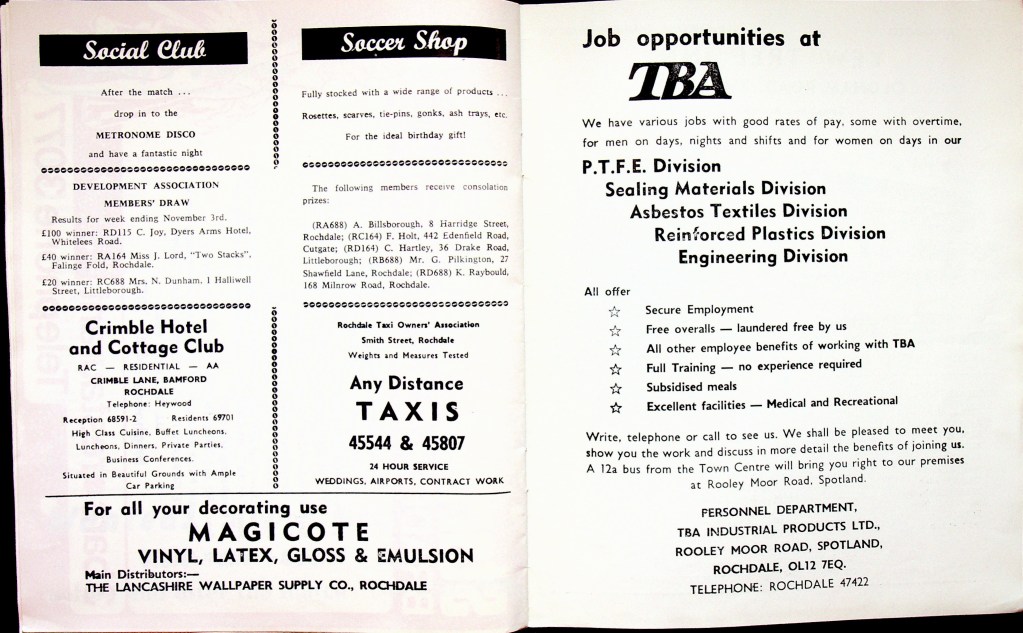 Social Club
After the match ...
drop in to the
METRONOME DISCO
and have a fantastic night
DEVELOPMENT ASSOCIATION
MEMBERS' DRAW
Results for week ending November 3rd.
£100 winner: RD115 C. Joy, Dyers Arms Hotel,
Whitelees Road.
£40 winner: RA164 Miss J. Lord, "Two Stacks",
Falinge Fold, Rochdale.
£20 winner: RC688 Mrs, N. Dunham, 1 Halliwell
Street, Littleborough.
Crimble Hotel
and Cottage Club
RAC — RESIDENTIAL — AA
CRIMBLE LANE, BAMFORD
ROCHDALE
Telephone: Heywood
Reception 68591-2 Residents 69701
High Class Cuisine, Buffet Luncheons,
Luncheons, Dinners, Private Parties,
Business Conferences.
Situated in Beautiful Grounds with Ample
Car Parking
Soccer Shop
Fully stocked with a wide range of products ...
Rosettes, scarves, tie-pins, gonks, ash trays, etc.
For the ideal birthday gift!
The following members receive consolation
prizes:
(RA688) A. Billsborough, 8 Harridge Street,
Rochdale; (RC164) F. Holt, 442 Edenfield Road,
Cutgate; (RD164) C. Hartley, 36 Drake Road,
Littleborough; (RB688) Mr. G. Pilkington, 27
Shawfield Lane, Rochdale; (RD688) K. Raybould,
168 Milnrow Road, Rochdale.
Rochdale Taxi Owners' Association
Smith Street, Rochdale
Weights and Measures Tested
Any Distance
TAXIS
45544 & 45807
24 HOUR SERVICE
WEDDINGS, AIRPORTS, CONTRACT WORK
For all your decorating use
MAGICOTE
VINYL, LATEX, GLOSS & EMULSION
Main Distributors:—
THE LANCASHIRE WALLPAPER SUPPLY CO., ROCHDALE
Job opportunities at
TBA
We have various jobs with good rates of pay, some with overtime,
for men on days, nights and shifts and for women on days in our
P.T.F.E. Division
Sealing Materials Division
Asbestos Textiles Division
Reinforced Plastics Division
Engineering Division
All offer
☆ Secure Employment
☆ Free overalls — laundered free by us
☆ All other employee benefits of working with TBA
☆ Full Training — no experience required
☆ Subsidised meals
☆ Excellent facilities — Medical and Recreational
Write, telephone or call to see us. We shall be pleased to meet you,
show you the work and discuss in more detail the benefits of joining us.
A 12a bus from the Town Centre will bring you right to our premises
at Rooley Moor Road, Spotland.
PERSONNEL DEPARTMENT,
TBA INDUSTRIAL PRODUCTS LTD.,
ROOLEY MOOR ROAD, SPOTLAND,
ROCHDALE, OL12 7EQ.
TELEPHONE: ROCHDALE 47422